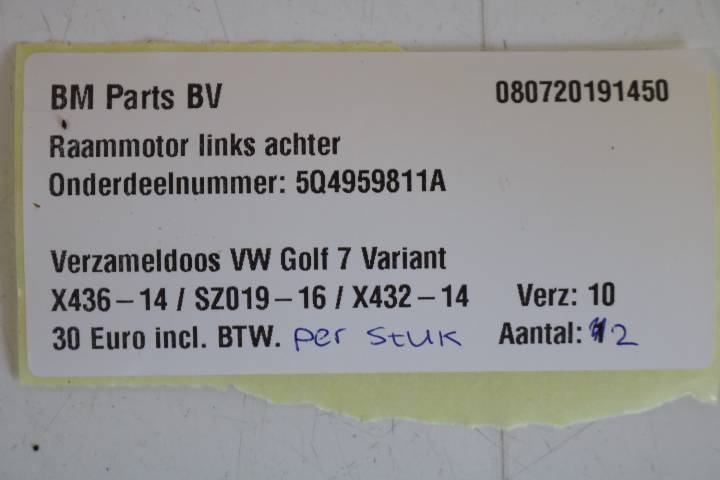 BM Parts BV 080720191450
Raammotor links achter
Onderdeelnummer: 5Q4959811A
Verzameldoos VW Golf 7 Variant
X436-14 / SZ019-16 / X432-14 Verz: 10
30 Euro incl. BTW. per stuk Aantal: 2